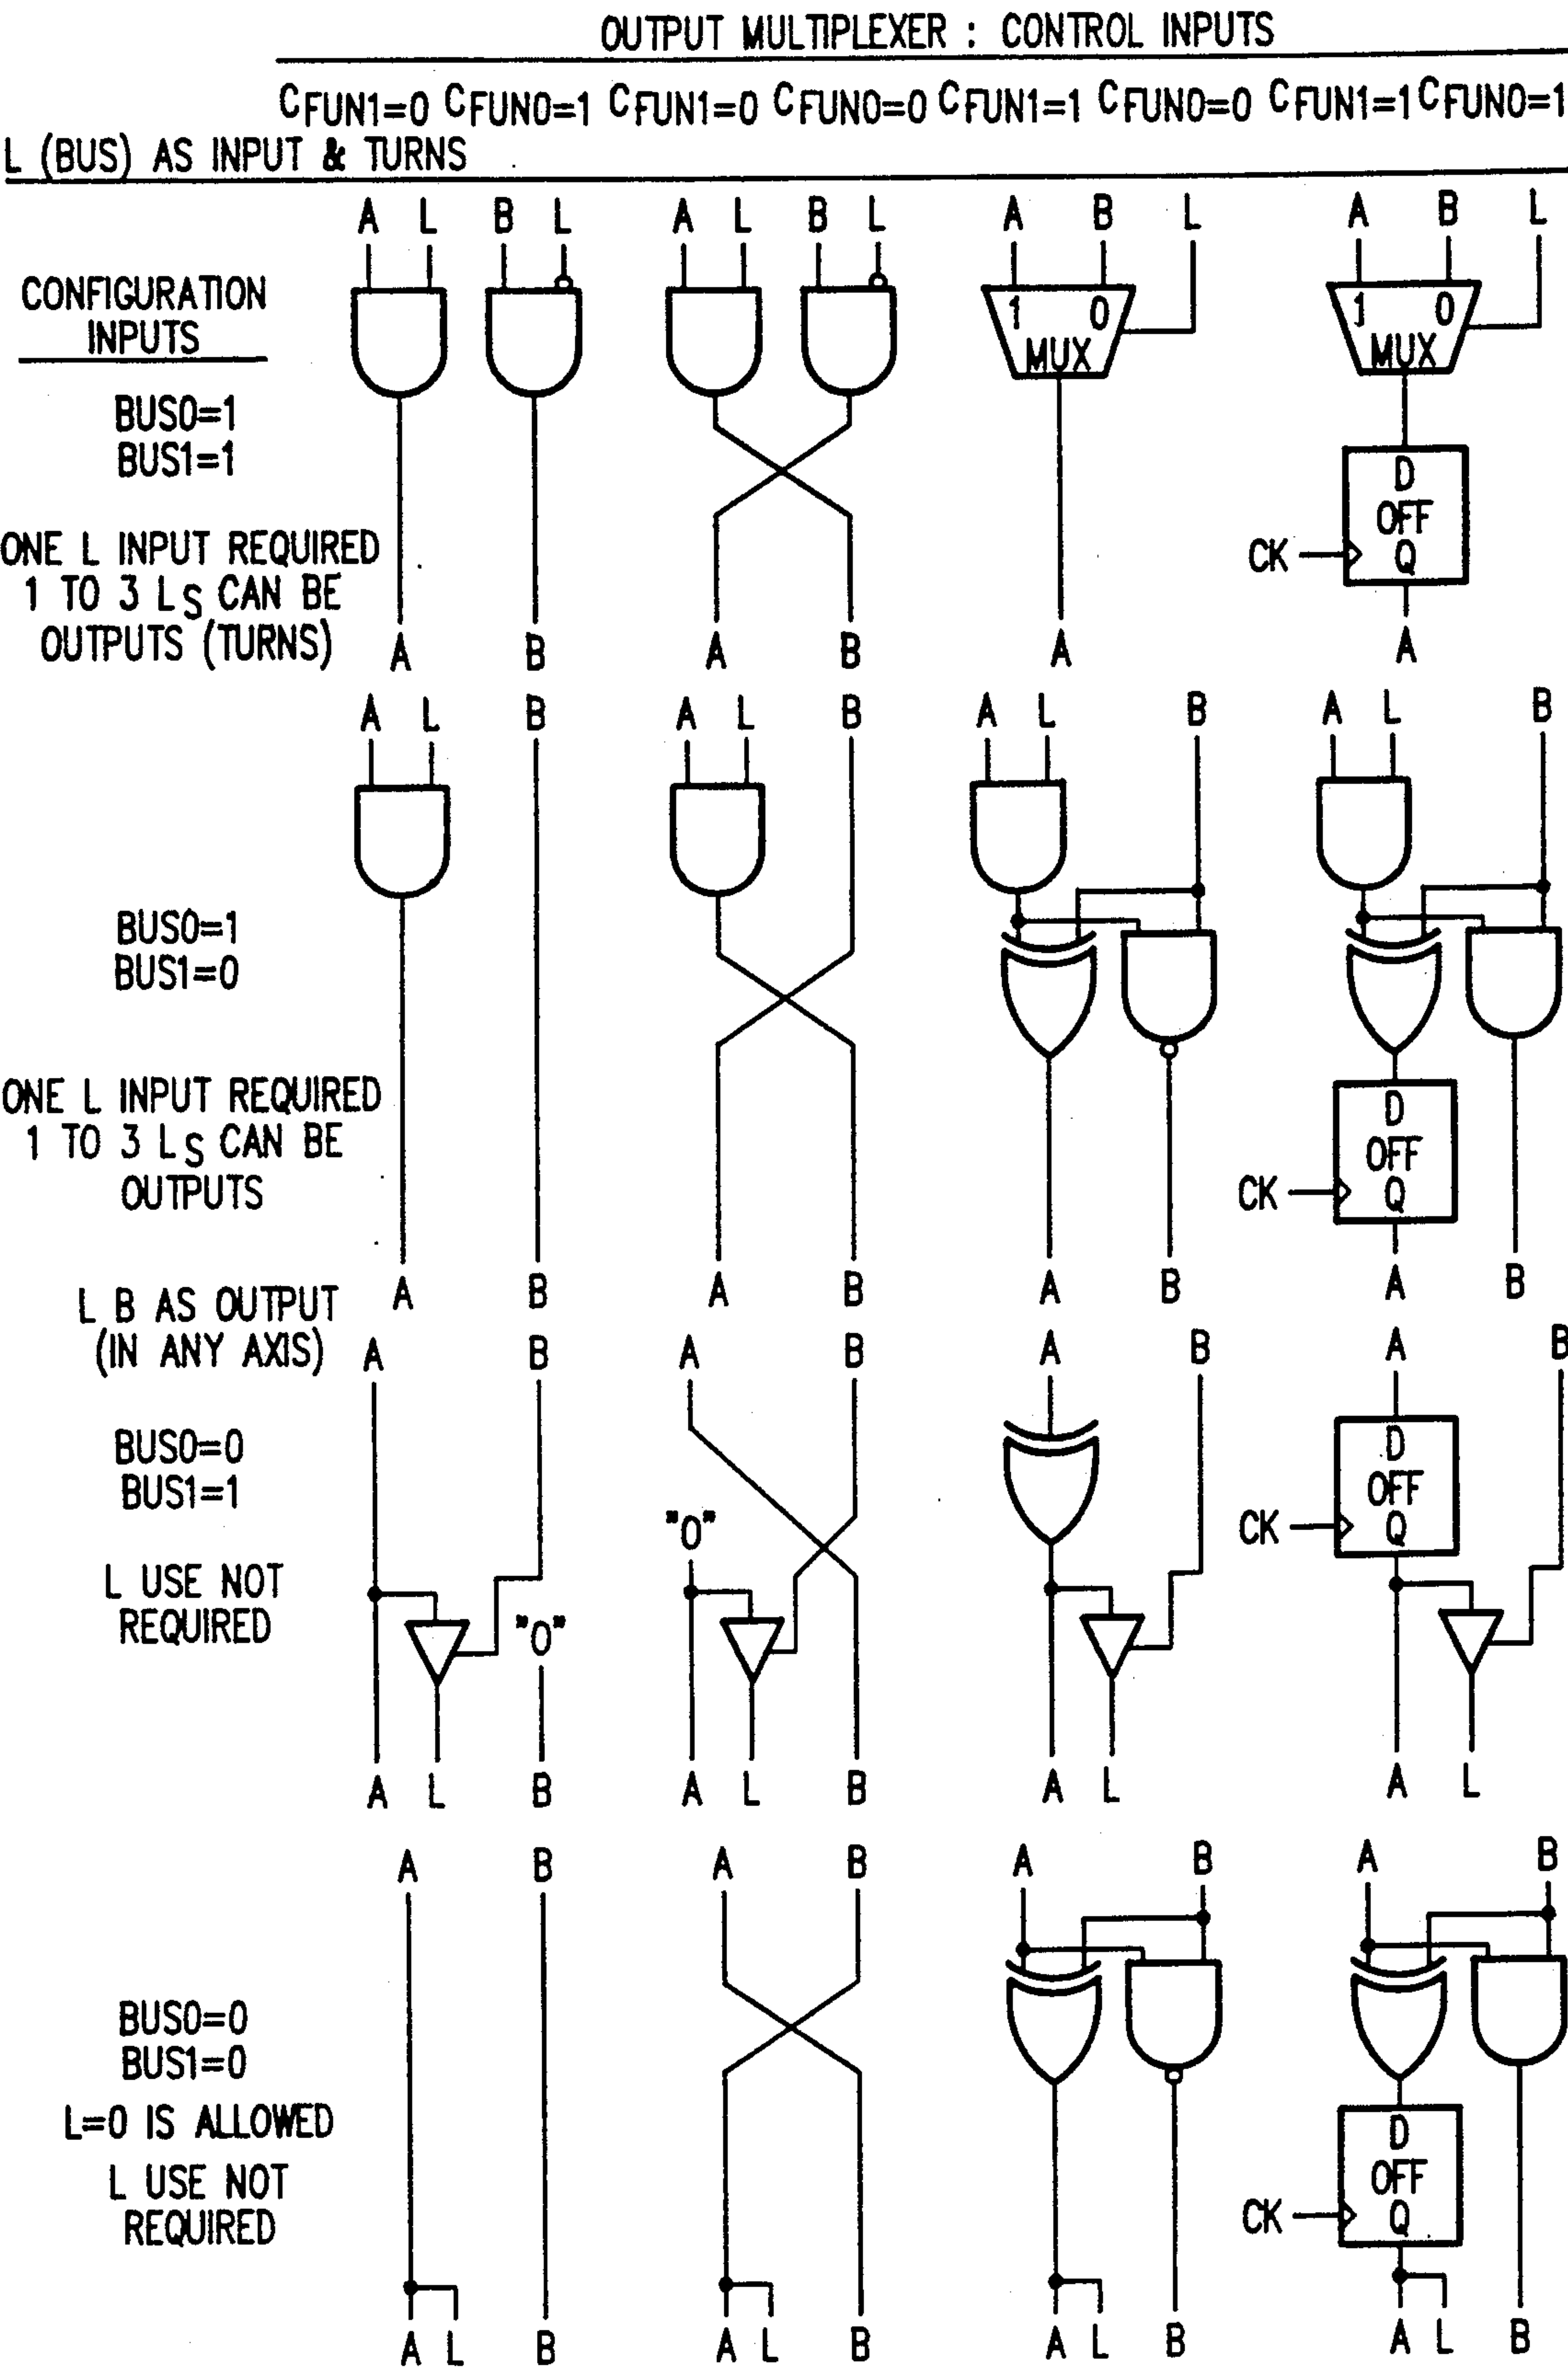 OUTPUT MULTIPLEXER : CONTROL INPUTS
CFUN1=0 CFUN0=1 CFUN1=0 CFUN0=0 CFUN1=1 CFUN0=0 CFUN1=1 CFUN0=1
L (BUS) AS INPUT & TURNS
A L B L A L B L A B L A B L
CONFIGURATION
INPUTS
1 0 1 0
MUX MUX
BUS0=1
BUS1=1
D
OFF
CK Q
ONE L INPUT REQUIRED
1 TO 3 LS CAN BE
OUTPUTS (TURNS)
A B A B A A
A L B A L B A L B A L B
BUS0=1
BUS1=0
ONE L INPUT REQUIRED
1 TO 3 LS CAN BE
OUTPUTS
D
OFF
CK Q
A B A B A B A B
L B AS OUTPUT
(IN ANY AXIS)
A B A B A B A B
BUS0=0
BUS1=1
D
OFF
CK Q
"0"
L USE NOT
REQUIRED
"0"
A L B A L B A L A L
A B A B A B A B
BUS0=0
BUS1=0
L=0 IS ALLOWED
L USE NOT
REQUIRED
D
OFF
CK Q
A L B A L B A L B A L B